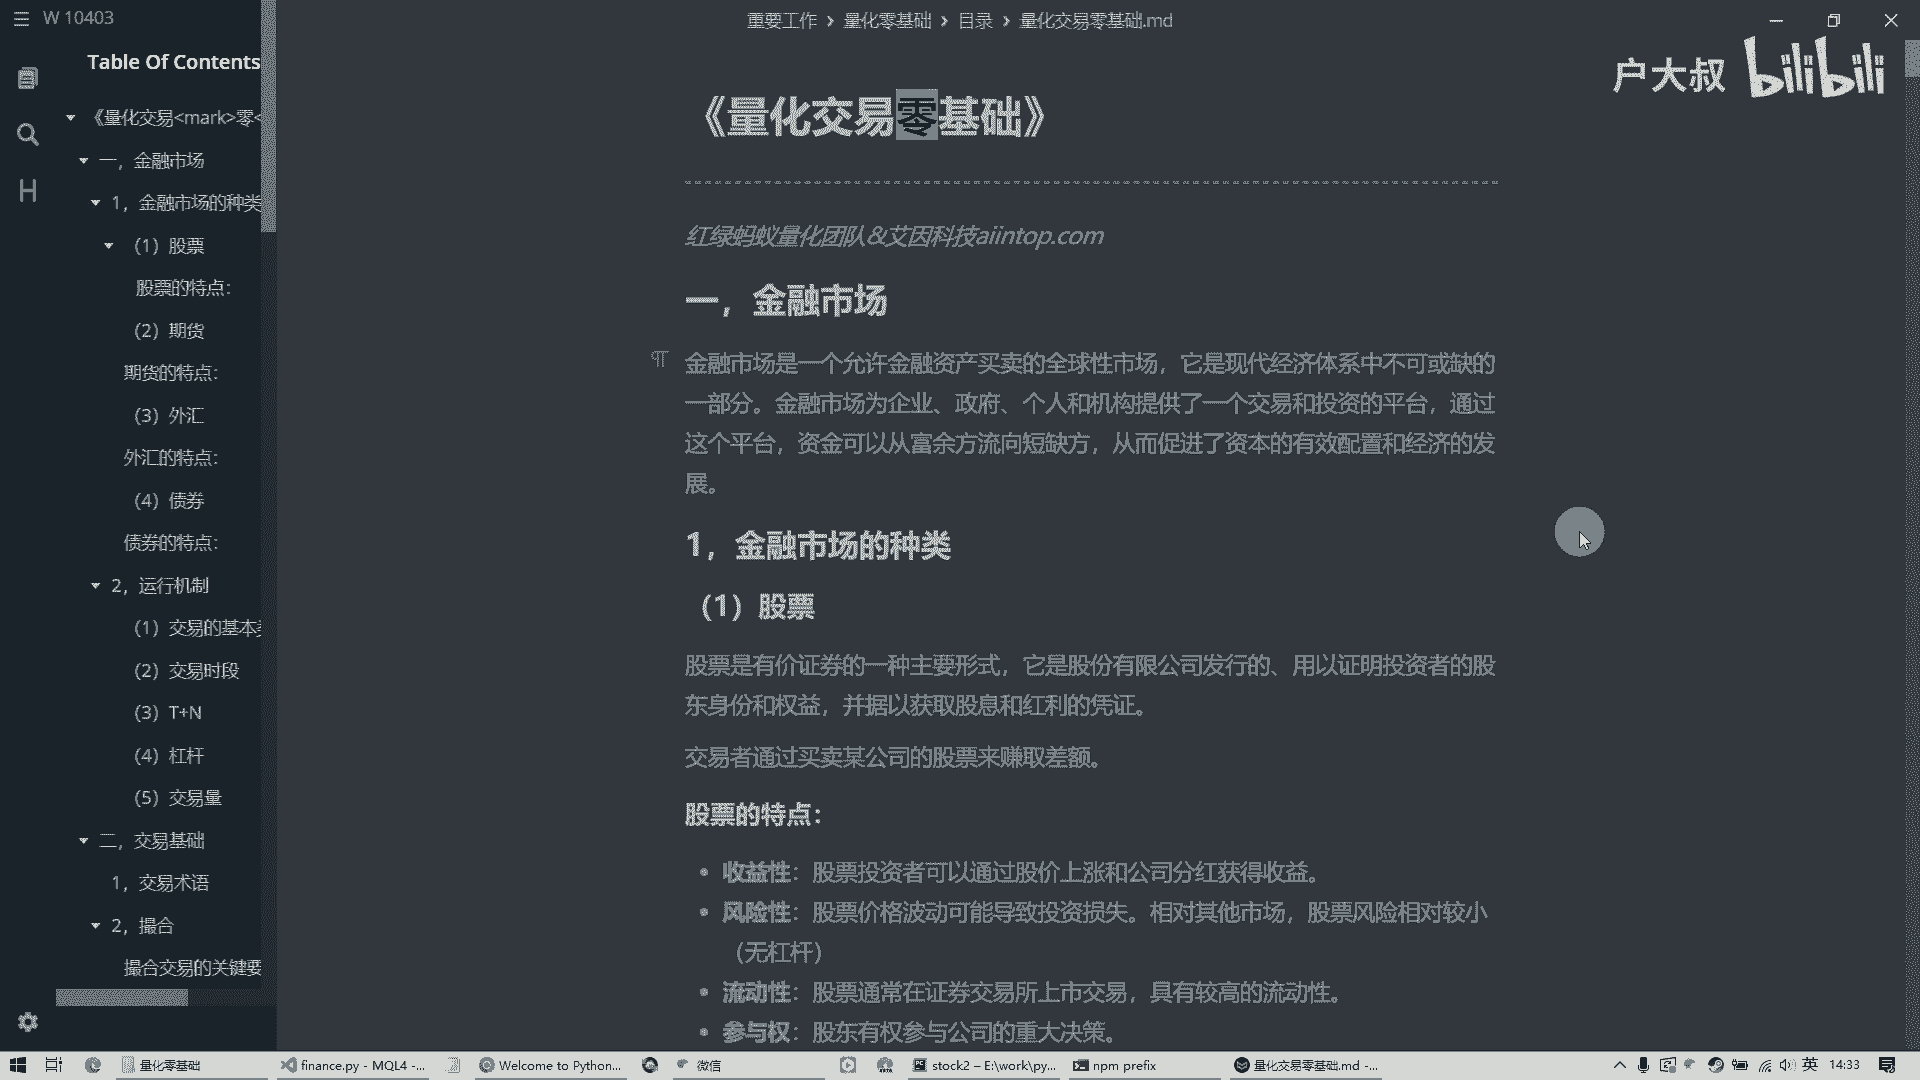 W 10403
重要工作 › 量化零基础 › 目录 › 量化交易零基础.md
户大叔 bilibili
Table Of Contents
《量化交易<mark>零<
一，金融市场
1，金融市场的种类
（1）股票
股票的特点：
（2）期货
期货的特点：
（3）外汇
外汇的特点：
（4）债券
债券的特点：
2，运行机制
（1）交易的基本
（2）交易时段
（3）T+N
（4）杠杆
（5）交易量
二，交易基础
1，交易术语
2，撮合
撮合交易的关键要
《量化交易零基础》
红绿蚂蚁量化团队&艾因科技aiintop.com
一，金融市场
金融市场是一个允许金融资产买卖的全球性市场，它是现代经济体系中不可或缺的
一部分。金融市场为企业、政府、个人和机构提供了一个交易和投资的平台，通过
这个平台，资金可以从富余方流向短缺方，从而促进了资本的有效配置和经济的发
展。
1，金融市场的种类
（1）股票
股票是有价证券的一种主要形式，它是股份有限公司发行的、用以证明投资者的股
东身份和权益，并据以获取股息和红利的凭证。
交易者通过买卖某公司的股票来赚取差额。
股票的特点：
• 收益性：股票投资者可以通过股价上涨和公司分红获得收益。
• 风险性：股票价格波动可能导致投资损失。相对其他市场，股票风险相对较小
（无杠杆）
• 流动性：股票通常在证券交易所上市交易，具有较高的流动性。
• 参与权：股东有权参与公司的重大决策。
量化零基础 finance.py - MQL4 -... Welcome to Python... 微信 stock2 – E:\work\py... npm prefix 量化交易零基础.md -... 英 14:33